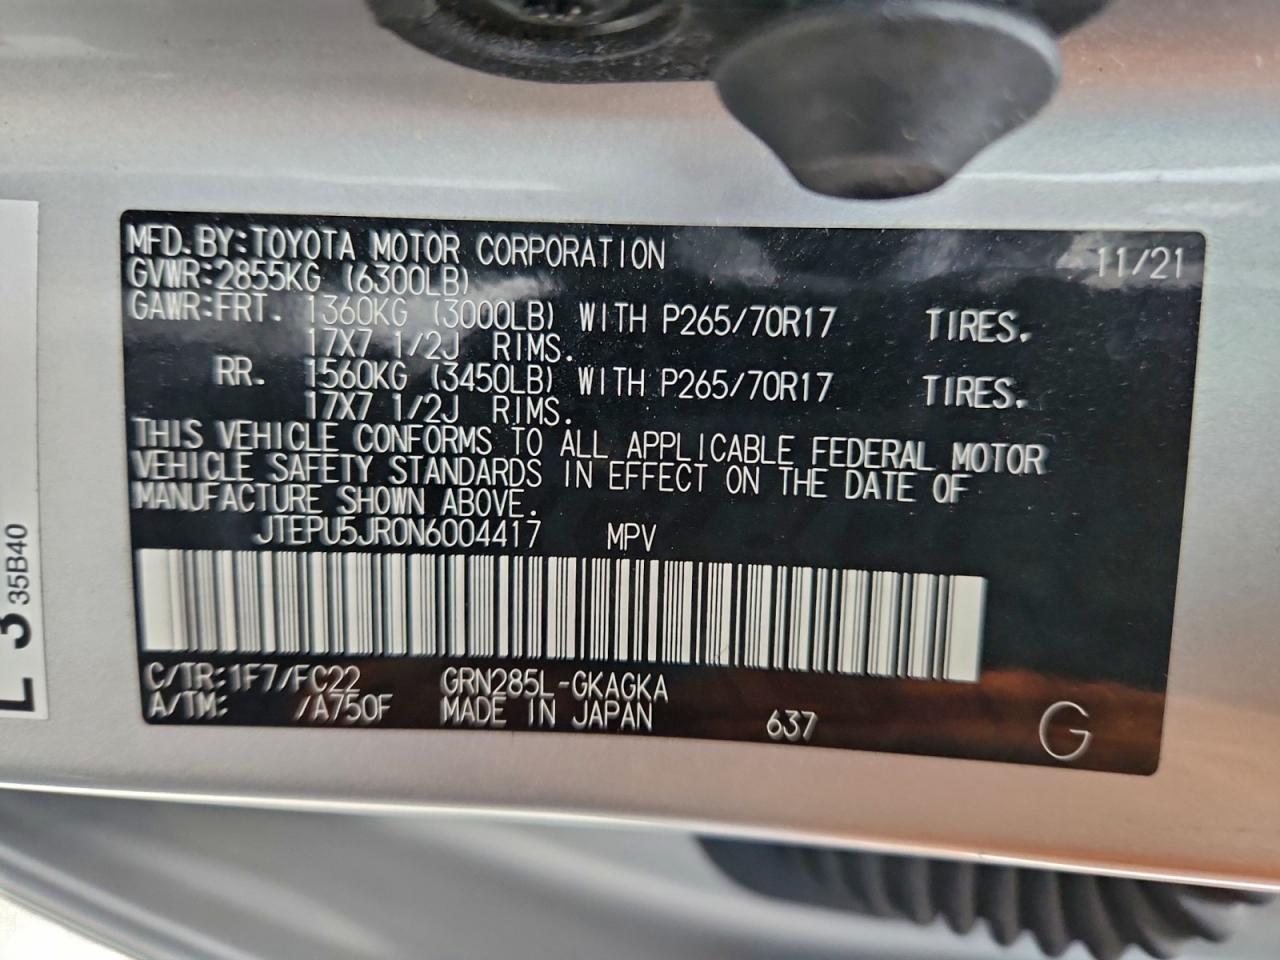 MFD.BY:TOYOTA MOTOR CORPORATION 11/21
GVWR:2855KG (6300LB)
GAWR:FRT. 1360KG (3000LB) WITH P265/70R17 TIRES.
17X7 1/2J RIMS.
RR. 1560KG (3450LB) WITH P265/70R17 TIRES.
17X7 1/2J RIMS.
THIS VEHICLE CONFORMS TO ALL APPLICABLE FEDERAL MOTOR
VEHICLE SAFETY STANDARDS IN EFFECT ON THE DATE OF
MANUFACTURE SHOWN ABOVE.
JTEPU5JR0N6004417 MPV
C/TR:1F7/FC22 GRN285L-GKAGKA
A/TM: /A750F MADE IN JAPAN 637 G
L 3 35B40